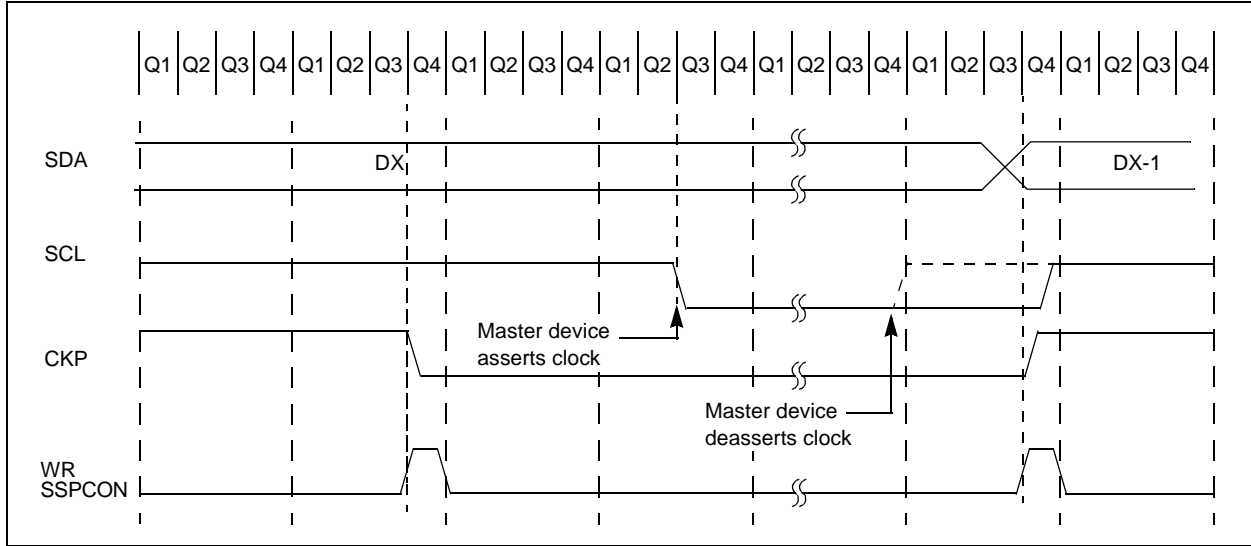 Q1 Q2 Q3 Q4 Q1 Q2 Q3 Q4 Q1 Q2 Q3 Q4 Q1 Q2 Q3 Q4 Q1 Q2 Q3 Q4 Q1 Q2 Q3 Q4 Q1 Q2 Q3 Q4
SDA
DX
DX-1
SCL
Master device
asserts clock
CKP
Master device
deasserts clock
WR
SSPCON